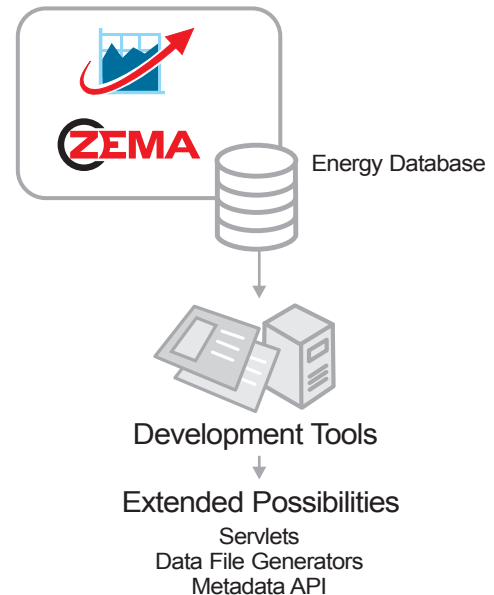 ZEMA
Energy Database
Development Tools
Extended Possibilities
Servlets
Data File Generators
Metadata API